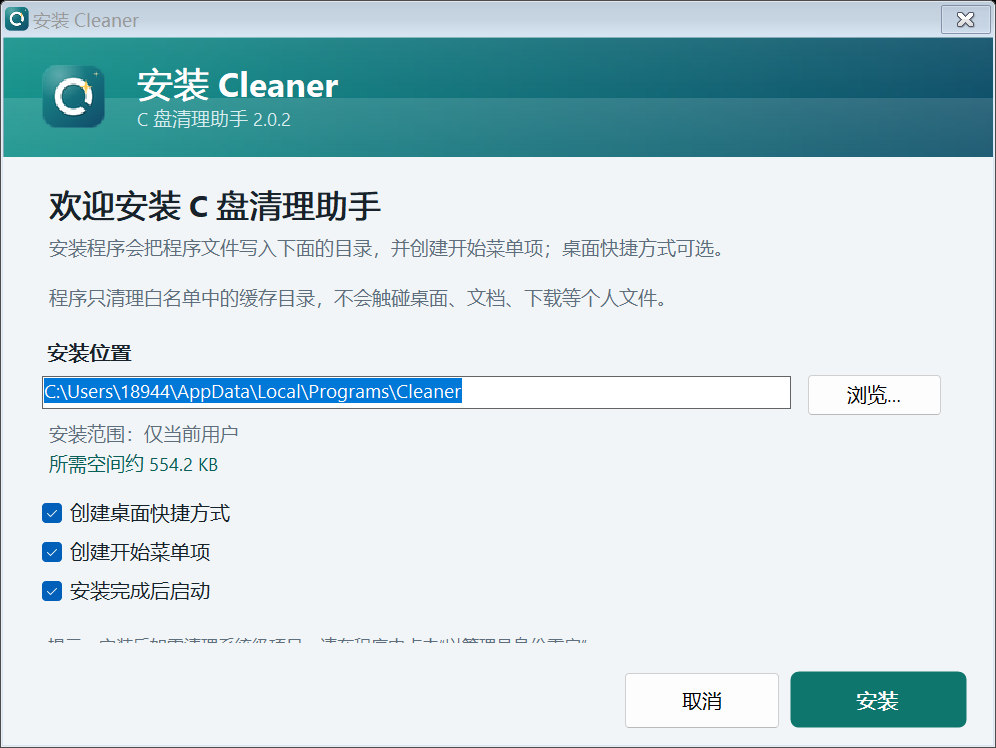 安装 Cleaner
安装 Cleaner
C 盘清理助手 2.0.2
欢迎安装 C 盘清理助手
安装程序会把程序文件写入下面的目录，并创建开始菜单项；桌面快捷方式可选。
程序只清理白名单中的缓存目录，不会触碰桌面、文档、下载等个人文件。
安装位置
C:\Users\18944\AppData\Local\Programs\Cleaner
浏览...
安装范围：仅当前用户
所需空间约 554.2 KB
创建桌面快捷方式
创建开始菜单项
安装完成后启动
取消
安装